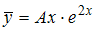 y̅ = Ax · e^{2x}